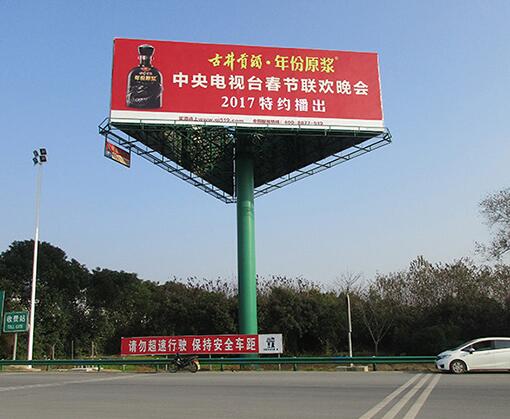 古井贡酒·年份原浆®
中央电视台春节联欢晚会
2017特约播出
收费站
TOLL GATE
请勿超速行驶 保持安全车距